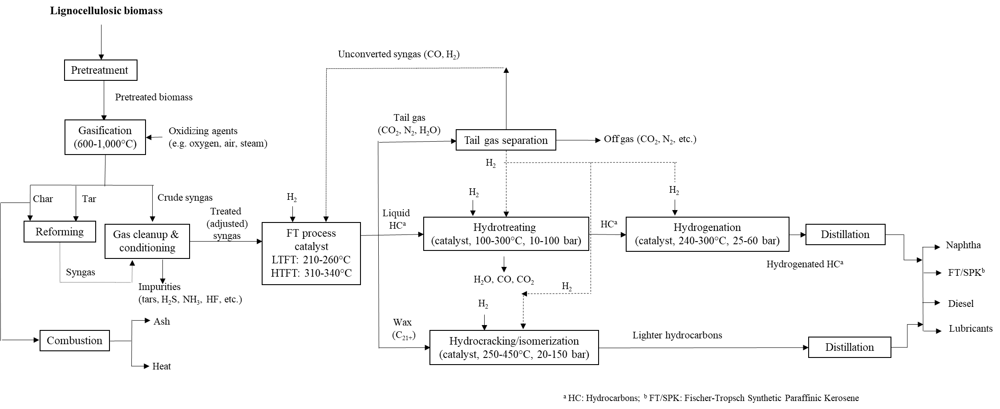 Lignocellulosic biomass
Pretreatment
Pretreated biomass
Gasification
(600-1,000°C)
Oxidizing agents
(e.g. oxygen, air, steam)
Char
Tar
Crude syngas
Reforming
Gas cleanup &
conditioning
Syngas
Impurities
(tars, H₂S, NH₃, HF, etc.)
Combustion
Ash
Heat
Treated
(adjusted)
syngas
H₂
FT process
catalyst
LTFT: 210-260°C
HTFT: 310-340°C
Unconverted syngas (CO, H₂)
Tail gas
(CO₂, N₂, H₂O)
Tail gas separation
Off gas (CO₂, N₂, etc.)
H₂
H₂
H₂
Liquid
HCᵃ
Hydrotreating
(catalyst, 100-300°C, 10-100 bar)
HCᵃ
Hydrogenation
(catalyst, 240-300°C, 25-60 bar)
Distillation
Hydrogenated HCᵃ
H₂O, CO, CO₂
H₂
H₂
Wax
(C₂₁₊)
Hydrocracking/isomerization
(catalyst, 250-450°C, 20-150 bar)
Lighter hydrocarbons
Distillation
Naphtha
FT/SPKᵇ
Diesel
Lubricants
ᵃ HC: Hydrocarbons; ᵇ FT/SPK: Fischer-Tropsch Synthetic Paraffinic Kerosene